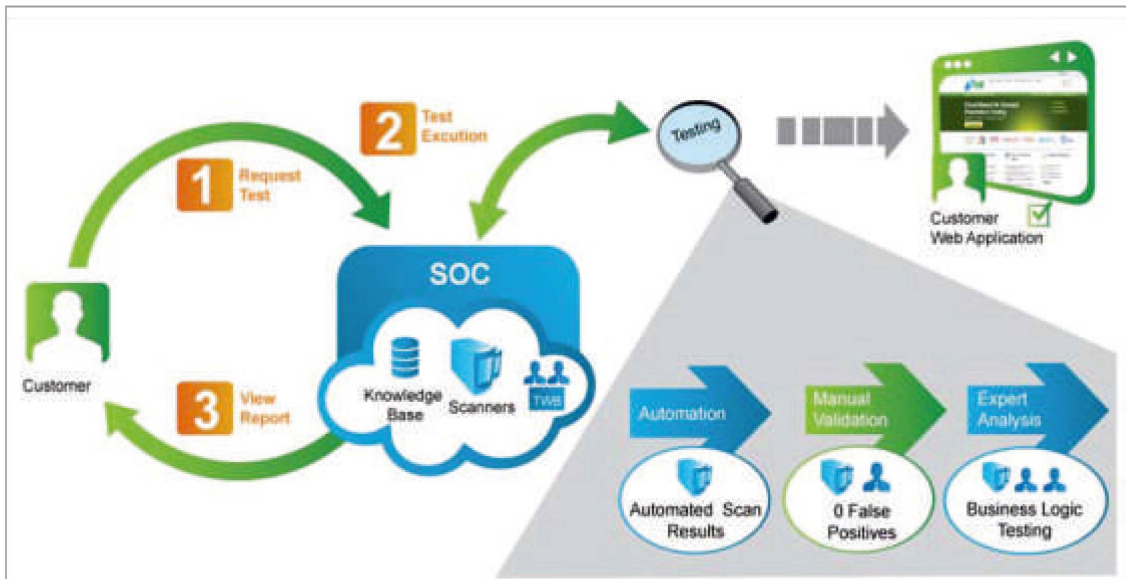 2
Test
Excution
1
Request
Test
Testing
Customer
Web Application
SOC
Knowledge
Base
Scanners
TWB
Customer
3
View
Report
Automation
Manual
Validation
Expert
Analysis
Automated Scan
Results
0 False
Positives
Business Logic
Testing